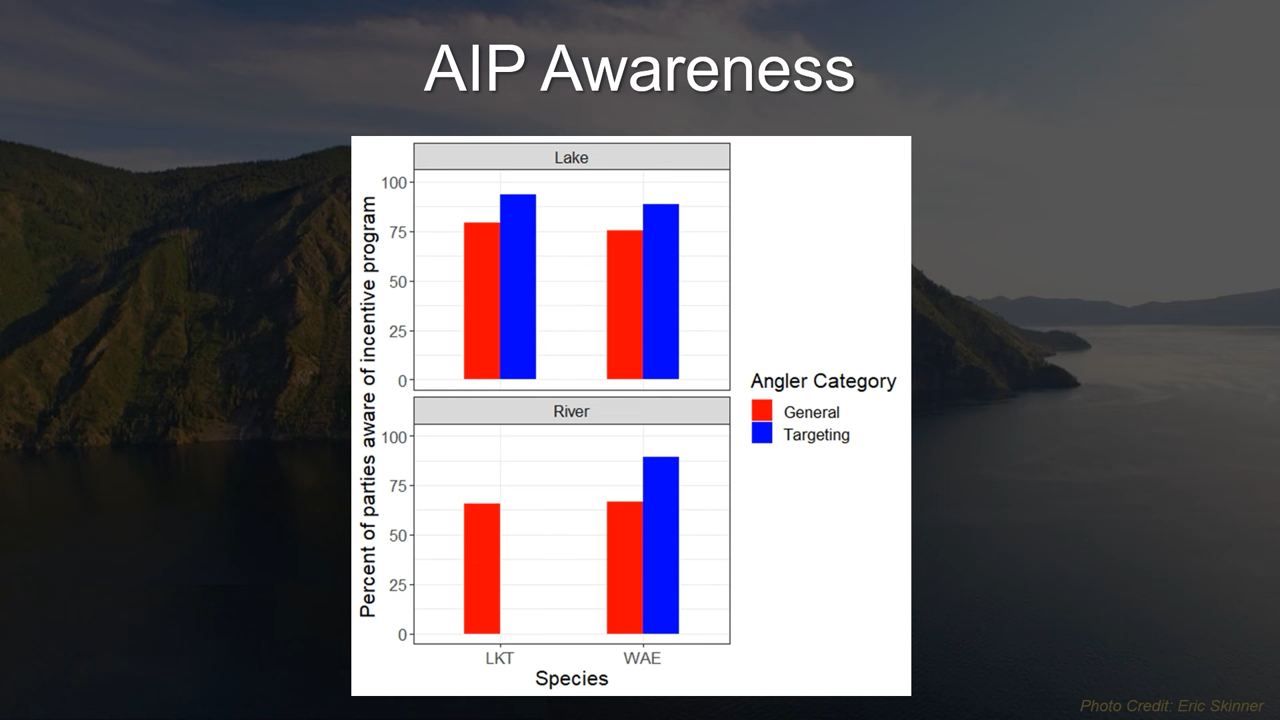 AIP Awareness
Percent of parties aware of incentive program
Lake
100
75
50
25
0
River
100
75
50
25
0
LKT WAE
Species
Angler Category
General
Targeting
Photo Credit: Eric Skinner